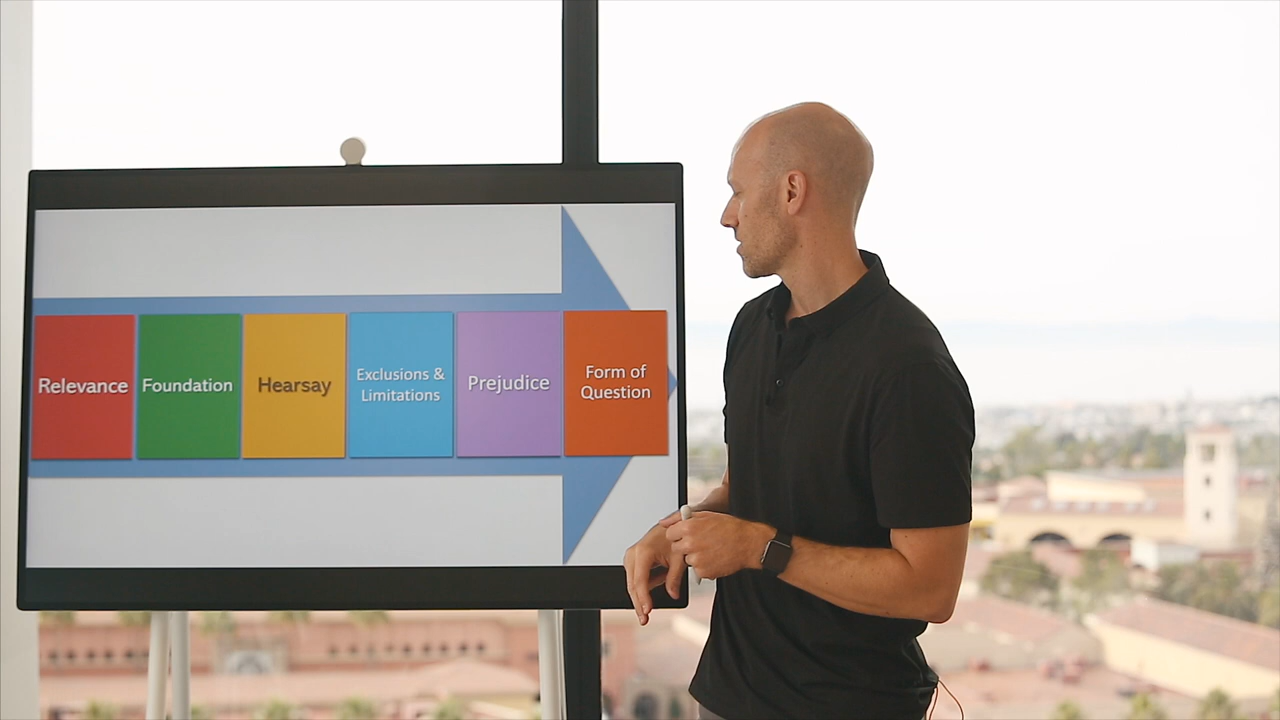 Relevance
Foundation
Hearsay
Exclusions &
Limitations
Prejudice
Form of
Question